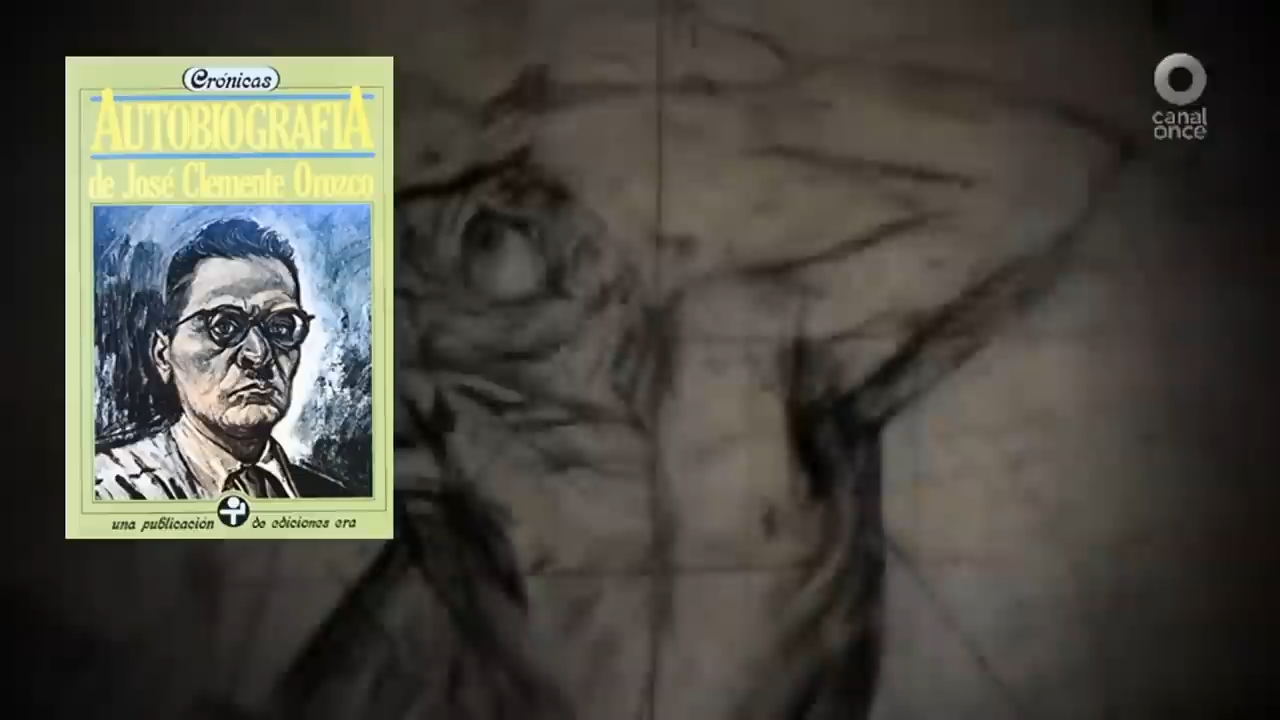 Crónicas
AUTOBIOGRAFIA
de José Clemente Orozco
una publicación de ediciones era
canal
once